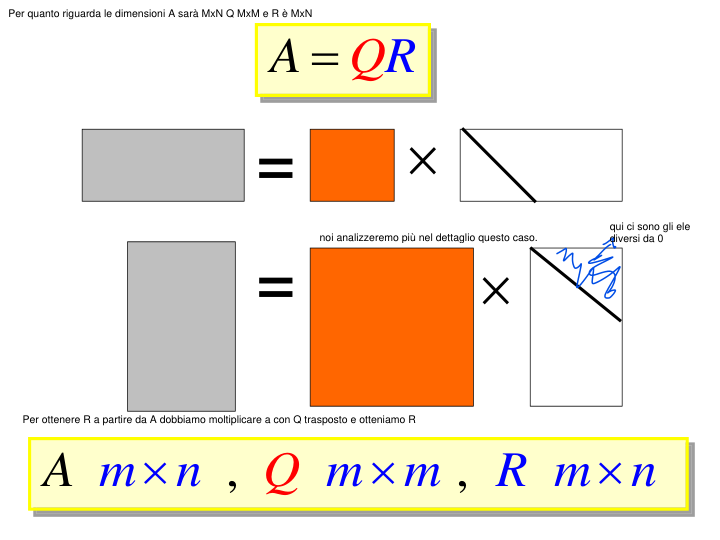 Per quanto riguarda le dimensioni A sarà MxN Q MxM e R è MxN
A = QR
= ×
qui ci sono gli ele
diversi da 0
noi analizzeremo più nel dettaglio questo caso.
= ×
Per ottenere R a partire da A dobbiamo moltiplicare a con Q trasposto e otteniamo R
A m×n , Q m×m , R m×n